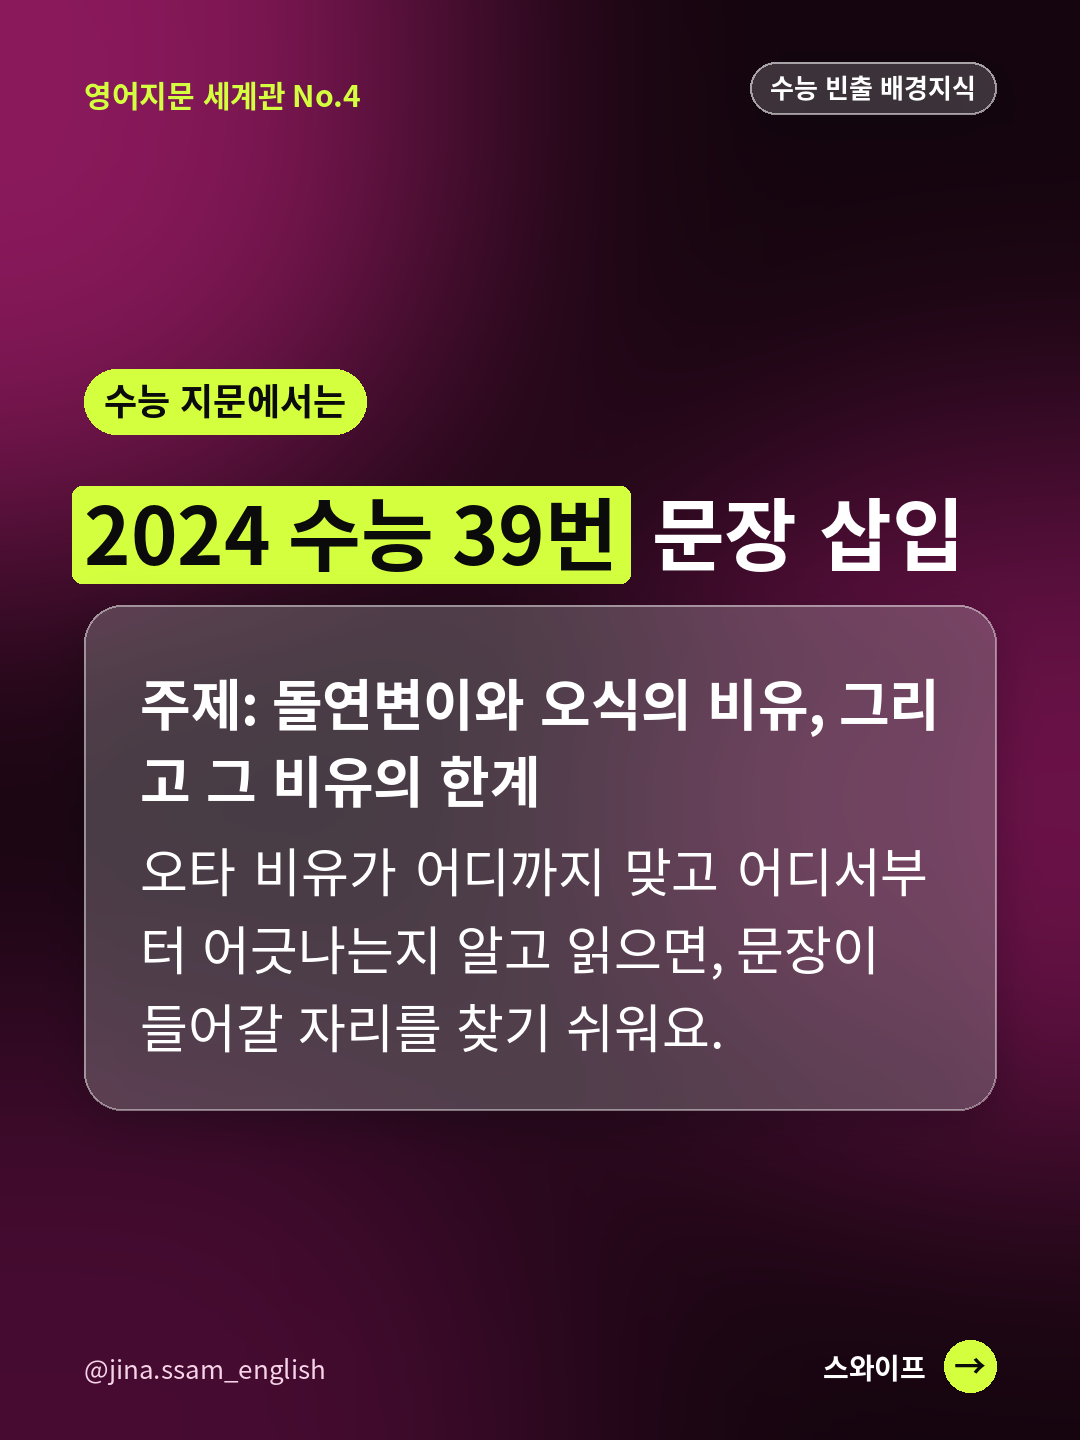 영어지문 세계관 No.4
수능 빈출 배경지식
수능 지문에서는
2024 수능 39번 문장 삽입
주제: 돌연변이와 오식의 비유, 그리
고 그 비유의 한계
오타 비유가 어디까지 맞고 어디서부
터 어긋나는지 알고 읽으면, 문장이
들어갈 자리를 찾기 쉬워요.
@jina.ssam_english
스와이프 →